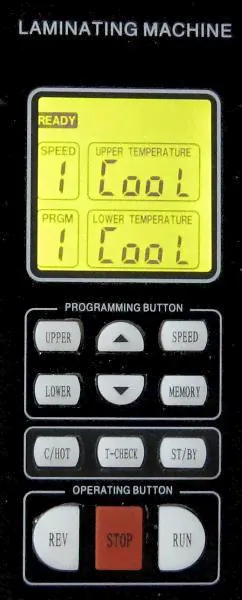 LAMINATING MACHINE
READY
SPEED UPPER TEMPERATURE
1 Cool
PRGM LOWER TEMPERATURE
1 Cool
PROGRAMMING BUTTON
UPPER SPEED
LOWER MEMORY
C/HOT T-CHECK ST/BY
OPERATING BUTTON
REV STOP RUN